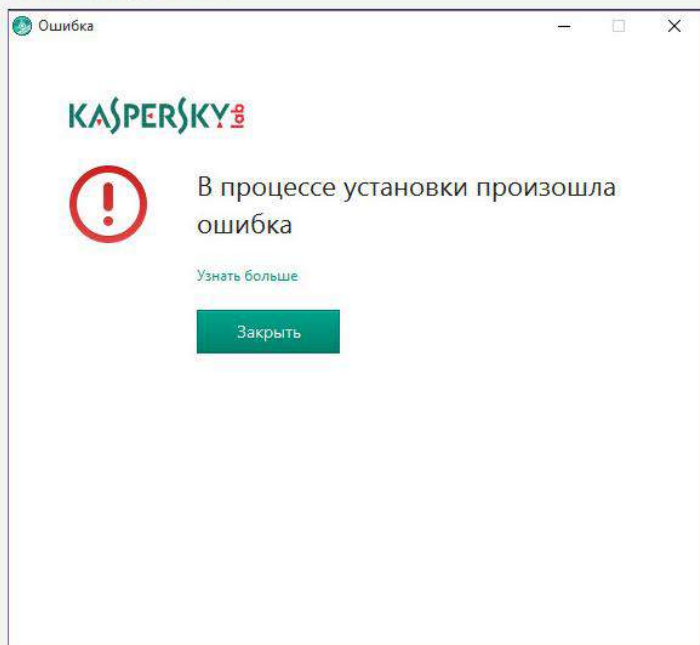 Ошибка
KASPERSKY lab
В процессе установки произошла
ошибка
Узнать больше
Закрыть